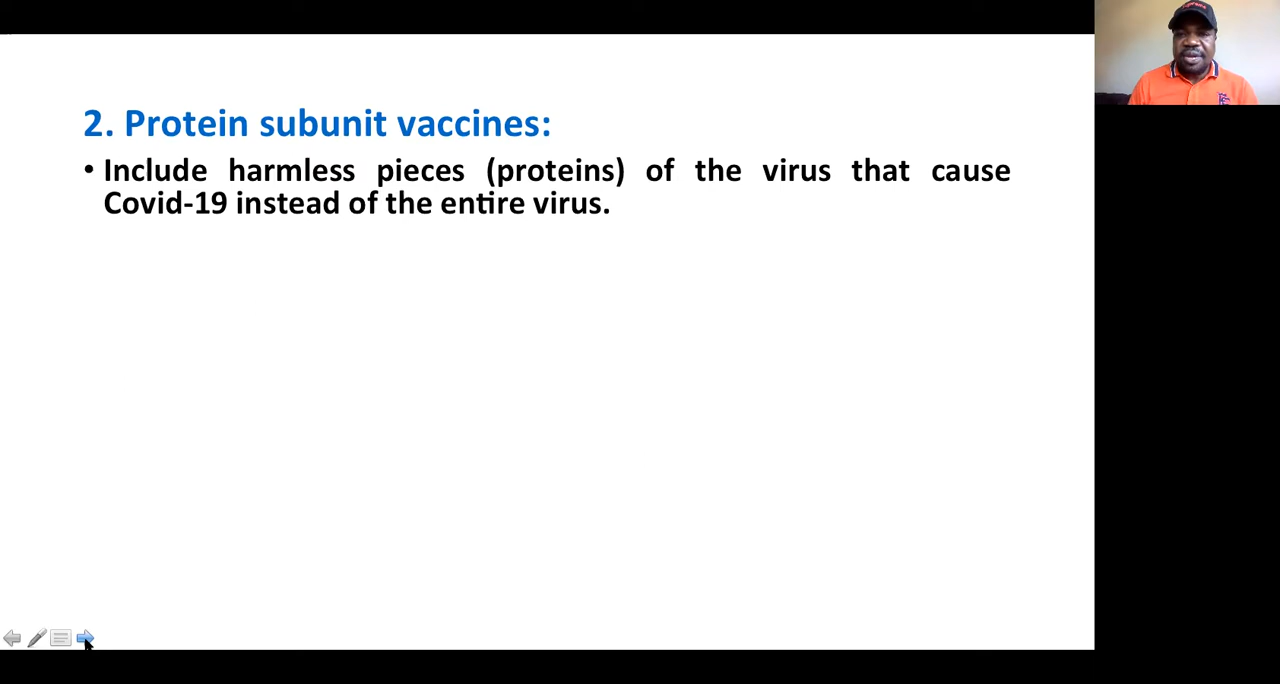 2. Protein subunit vaccines:
• Include harmless pieces (proteins) of the virus that cause
Covid-19 instead of the entire virus.